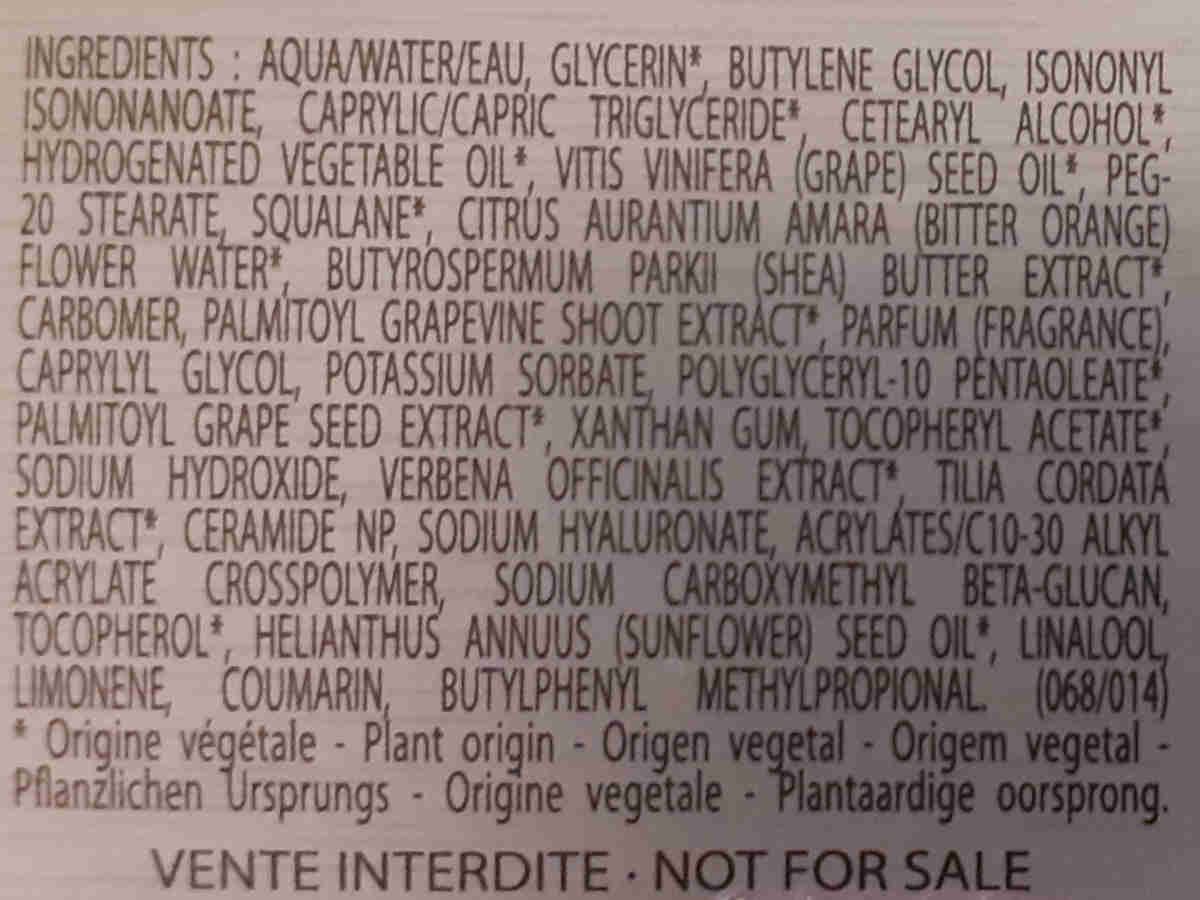 INGREDIENTS : AQUA/WATER/EAU, GLYCERIN*, BUTYLENE GLYCOL, ISONONYL
ISONONANOATE, CAPRYLIC/CAPRIC TRIGLYCERIDE*, CETEARYL ALCOHOL*,
HYDROGENATED VEGETABLE OIL*, VITIS VINIFERA (GRAPE) SEED OIL*, PEG-
20 STEARATE, SQUALANE*, CITRUS AURANTIUM AMARA (BITTER ORANGE)
FLOWER WATER*, BUTYROSPERMUM PARKII (SHEA) BUTTER EXTRACT*,
CARBOMER, PALMITOYL GRAPEVINE SHOOT EXTRACT*, PARFUM (FRAGRANCE),
CAPRYLYL GLYCOL, POTASSIUM SORBATE, POLYGLYCERYL-10 PENTAOLEATE*,
PALMITOYL GRAPE SEED EXTRACT*, XANTHAN GUM, TOCOPHERYL ACETATE*,
SODIUM HYDROXIDE, VERBENA OFFICINALIS EXTRACT*, TILIA CORDATA
EXTRACT*, CERAMIDE NP, SODIUM HYALURONATE, ACRYLATES/C10-30 ALKYL
ACRYLATE CROSSPOLYMER, SODIUM CARBOXYMETHYL BETA-GLUCAN,
TOCOPHEROL*, HELIANTHUS ANNUUS (SUNFLOWER) SEED OIL*, LINALOOL,
LIMONENE, COUMARIN, BUTYLPHENYL METHYLPROPIONAL. (068/014)
* Origine végétale - Plant origin - Origen vegetal - Origem vegetal -
Pflanzlichen Ursprungs - Origine vegetale - Plantaardige oorsprong.
VENTE INTERDITE · NOT FOR SALE